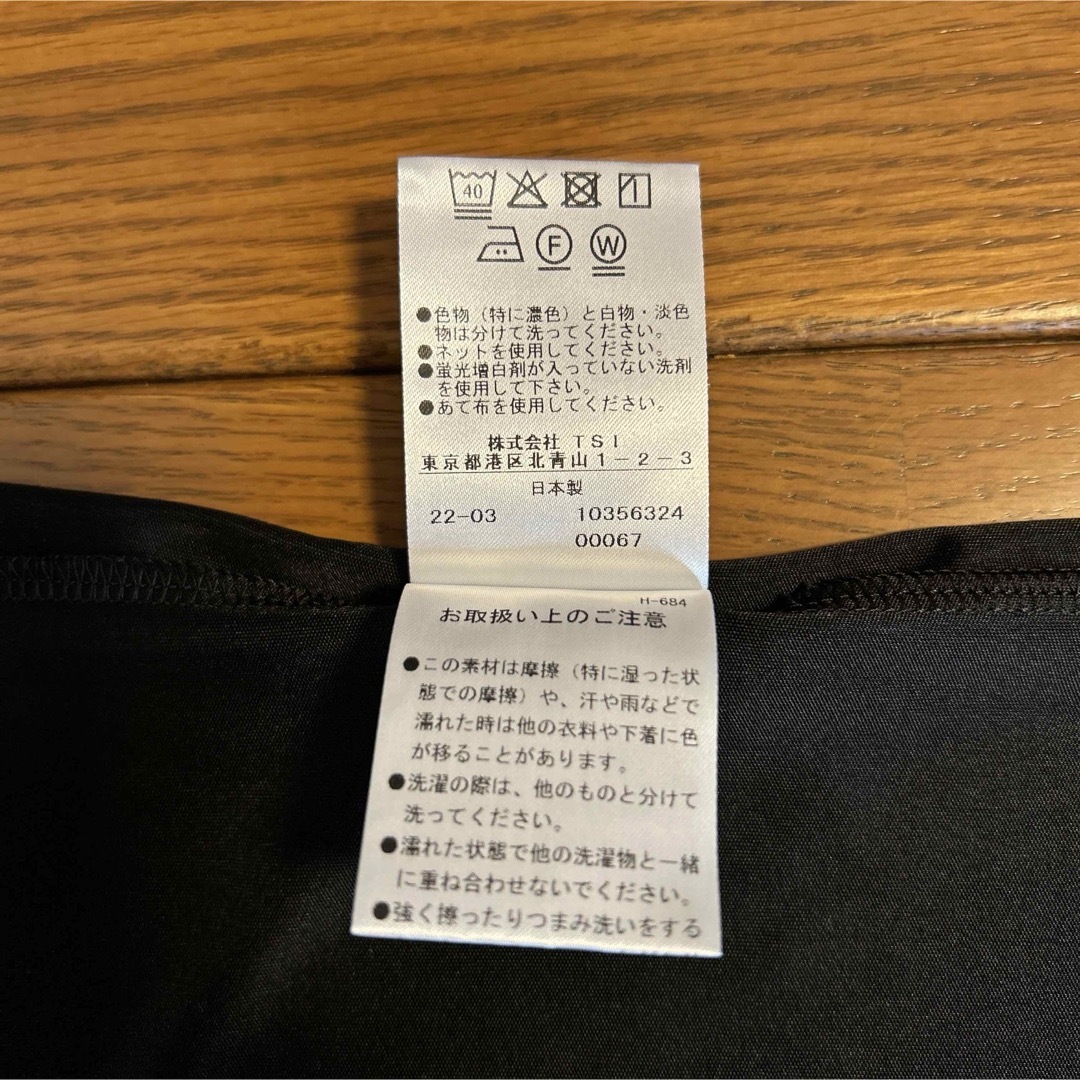 40
F W
●色物（特に濃色）と白物・淡色
物は分けて洗ってください。
●ネットを使用してください。
●蛍光増白剤が入っていない洗剤
を使用して下さい。
●あて布を使用してください。
株式会社 TSI
東京都港区北青山1-2-3
日本製
22-03 10356324
00067
H-684
お取扱い上のご注意
●この素材は摩擦（特に湿った状
態での摩擦）や、汗や雨などで
濡れた時は他の衣料や下着に色
が移ることがあります。
●洗濯の際は、他のものと分けて
洗ってください。
●濡れた状態で他の洗濯物と一緒
に重ね合わせないでください。
●強く擦ったりつまみ洗いをする